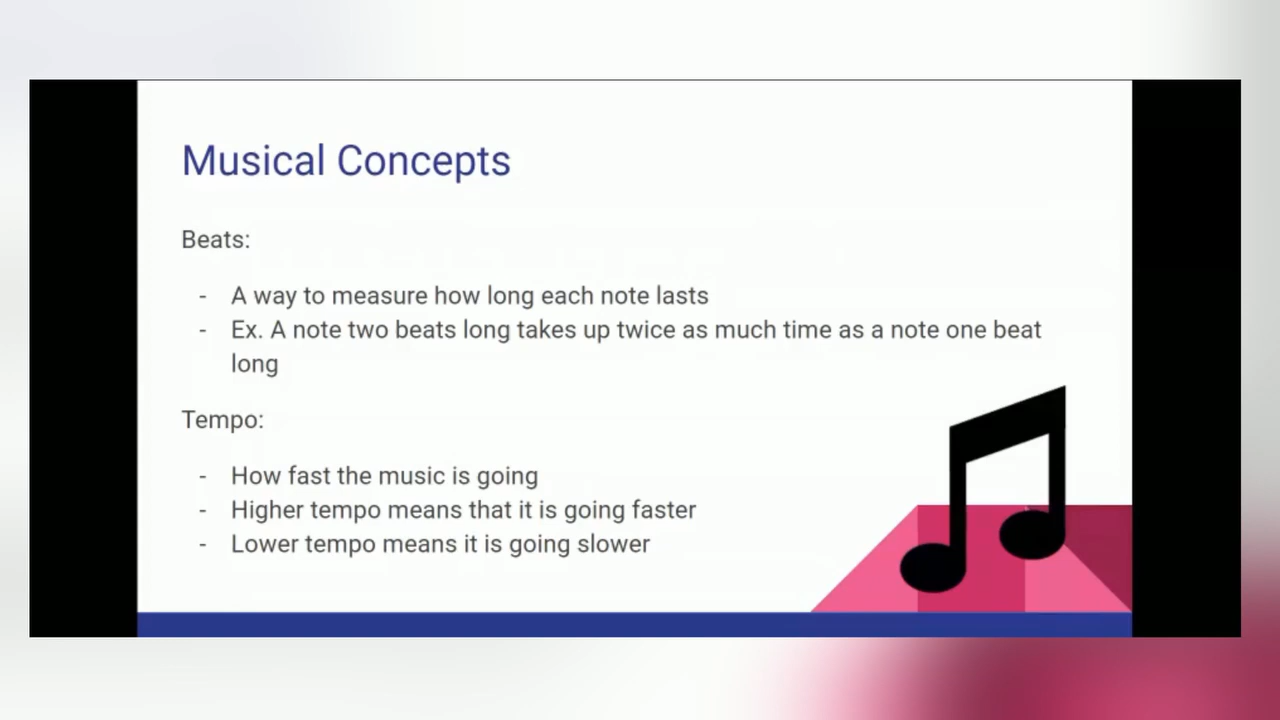 Musical Concepts
Beats:
- A way to measure how long each note lasts
- Ex. A note two beats long takes up twice as much time as a note one beat
long
Tempo:
- How fast the music is going
- Higher tempo means that it is going faster
- Lower tempo means it is going slower